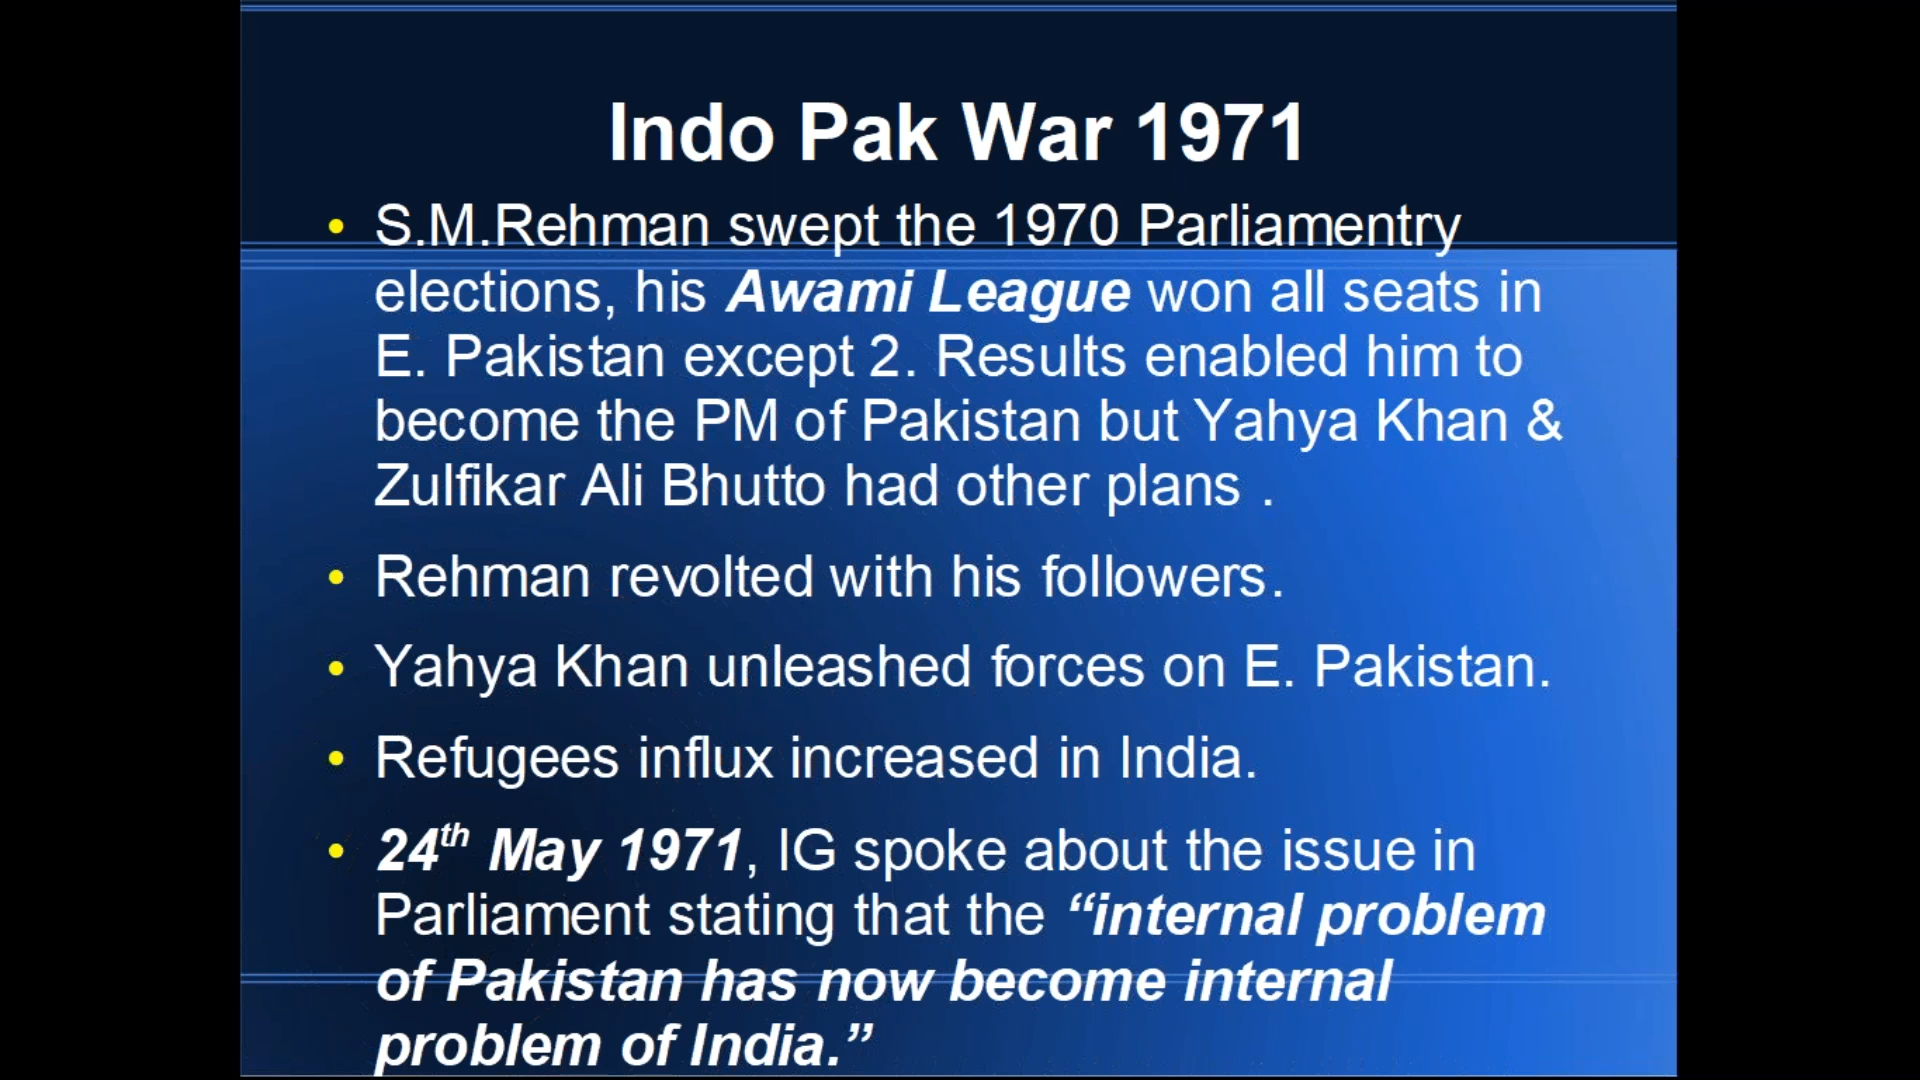 Indo Pak War 1971
• S.M.Rehman swept the 1970 Parliamentry
elections, his Awami League won all seats in
E. Pakistan except 2. Results enabled him to
become the PM of Pakistan but Yahya Khan &
Zulfikar Ali Bhutto had other plans .
• Rehman revolted with his followers.
• Yahya Khan unleashed forces on E. Pakistan.
• Refugees influx increased in India.
• 24th May 1971, IG spoke about the issue in
Parliament stating that the “internal problem
of Pakistan has now become internal
problem of India.”